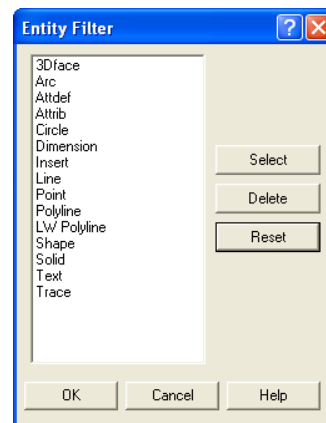 Entity Filter
3Dface
Arc
Attdef
Attrib
Circle
Dimension
Insert
Line
Point
Polyline
LW Polyline
Shape
Solid
Text
Trace
Select
Delete
Reset
OK
Cancel
Help